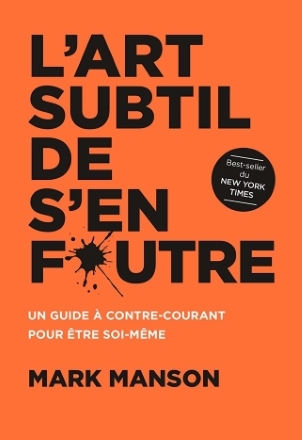 L'ART
SUBTIL
DE
S'EN
F*UTRE
Best-seller
du
NEW YORK
TIMES
UN GUIDE À CONTRE-COURANT
POUR ÊTRE SOI-MÊME
MARK MANSON